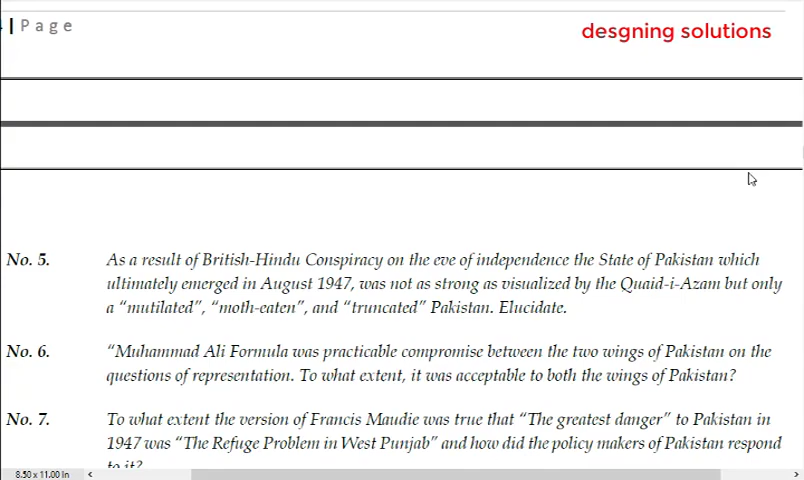 | Page
desgning solutions
No. 5. As a result of British-Hindu Conspiracy on the eve of independence the State of Pakistan which
ultimately emerged in August 1947, was not as strong as visualized by the Quaid-i-Azam but only
a “mutilated”, “moth-eaten”, and “truncated” Pakistan. Elucidate.
No. 6. “Muhammad Ali Formula was practicable compromise between the two wings of Pakistan on the
questions of representation. To what extent, it was acceptable to both the wings of Pakistan?
No. 7. To what extent the version of Francis Maudie was true that “The greatest danger” to Pakistan in
1947 was “The Refuge Problem in West Punjab” and how did the policy makers of Pakistan respond
to it?
8.50 x 11.00 in